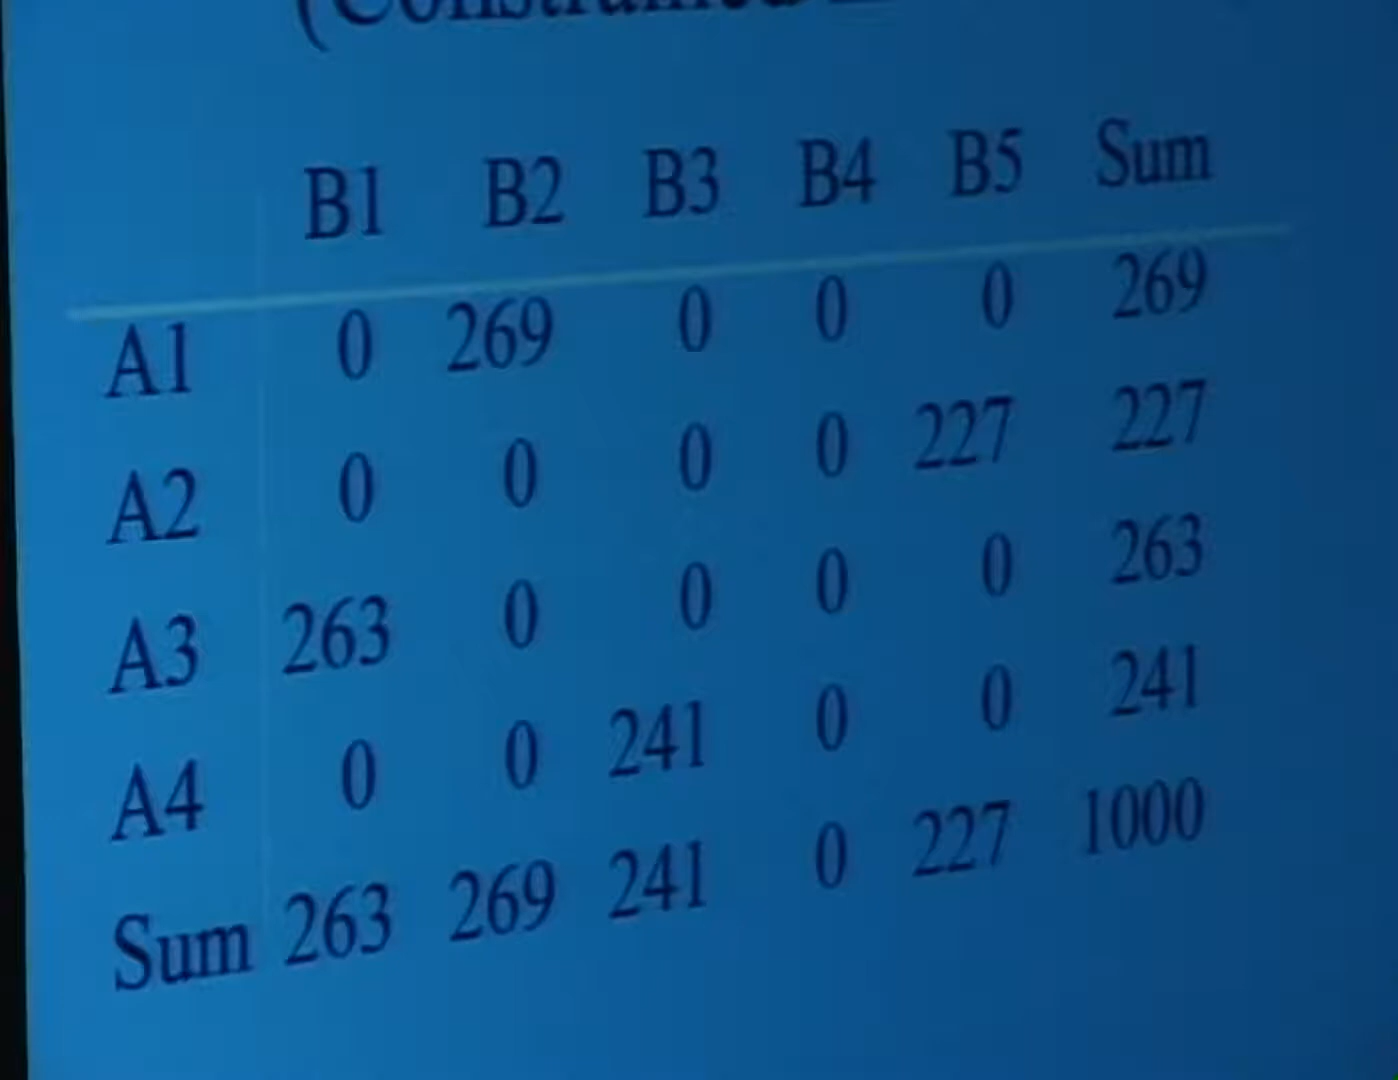 B1 B2 B3 B4 B5 Sum
A1 0 269 0 0 0 269
A2 0 0 0 0 227 227
A3 263 0 0 0 0 263
A4 0 0 241 0 0 241
Sum 263 269 241 0 227 1000